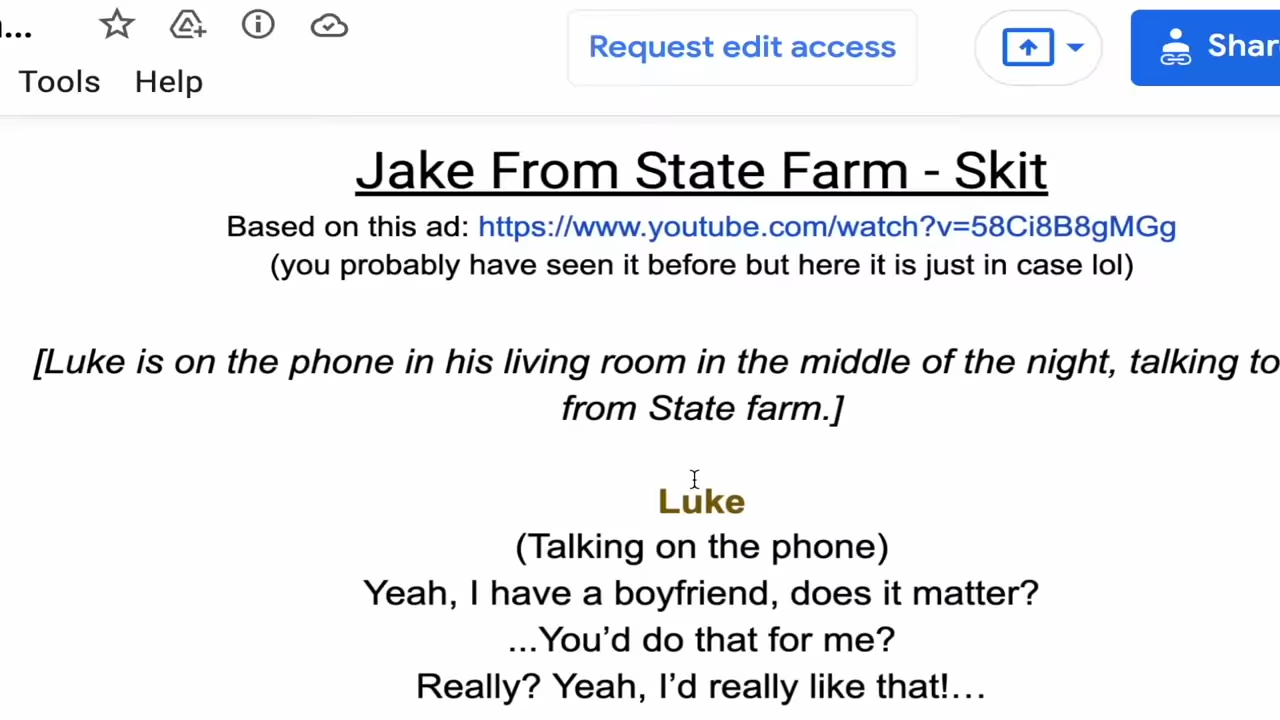 ...
Request edit access
Tools Help
Jake From State Farm - Skit
Based on this ad: https://www.youtube.com/watch?v=58Ci8B8gMGg
(you probably have seen it before but here it is just in case lol)
[Luke is on the phone in his living room in the middle of the night, talking to
from State farm.]
Luke
(Talking on the phone)
Yeah, I have a boyfriend, does it matter?
...You’d do that for me?
Really? Yeah, I’d really like that!…